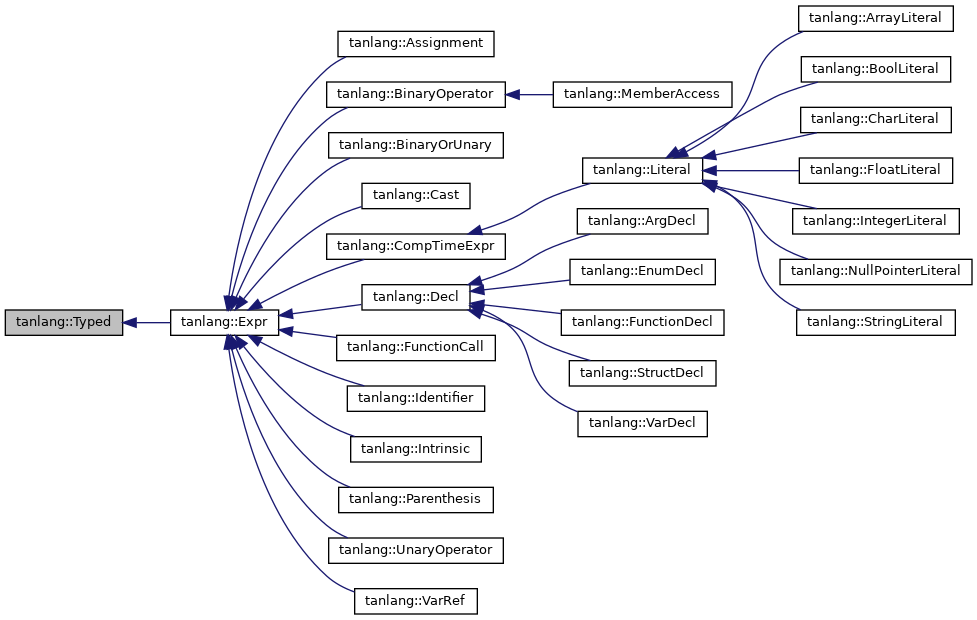 tanlang::Typed
tanlang::Expr
tanlang::Assignment
tanlang::BinaryOperator
tanlang::BinaryOrUnary
tanlang::Cast
tanlang::CompTimeExpr
tanlang::Decl
tanlang::FunctionCall
tanlang::Identifier
tanlang::Intrinsic
tanlang::Parenthesis
tanlang::UnaryOperator
tanlang::VarRef
tanlang::MemberAccess
tanlang::Literal
tanlang::ArgDecl
tanlang::EnumDecl
tanlang::FunctionDecl
tanlang::StructDecl
tanlang::VarDecl
tanlang::ArrayLiteral
tanlang::BoolLiteral
tanlang::CharLiteral
tanlang::FloatLiteral
tanlang::IntegerLiteral
tanlang::NullPointerLiteral
tanlang::StringLiteral